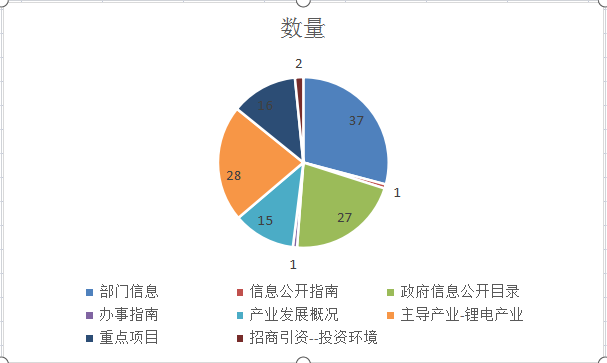 数量
2
37
16
1
28
27
15
1
部门信息 信息公开指南 政府信息公开目录
办事指南 产业发展概况 主导产业-锂电产业
重点项目 招商引资--投资环境